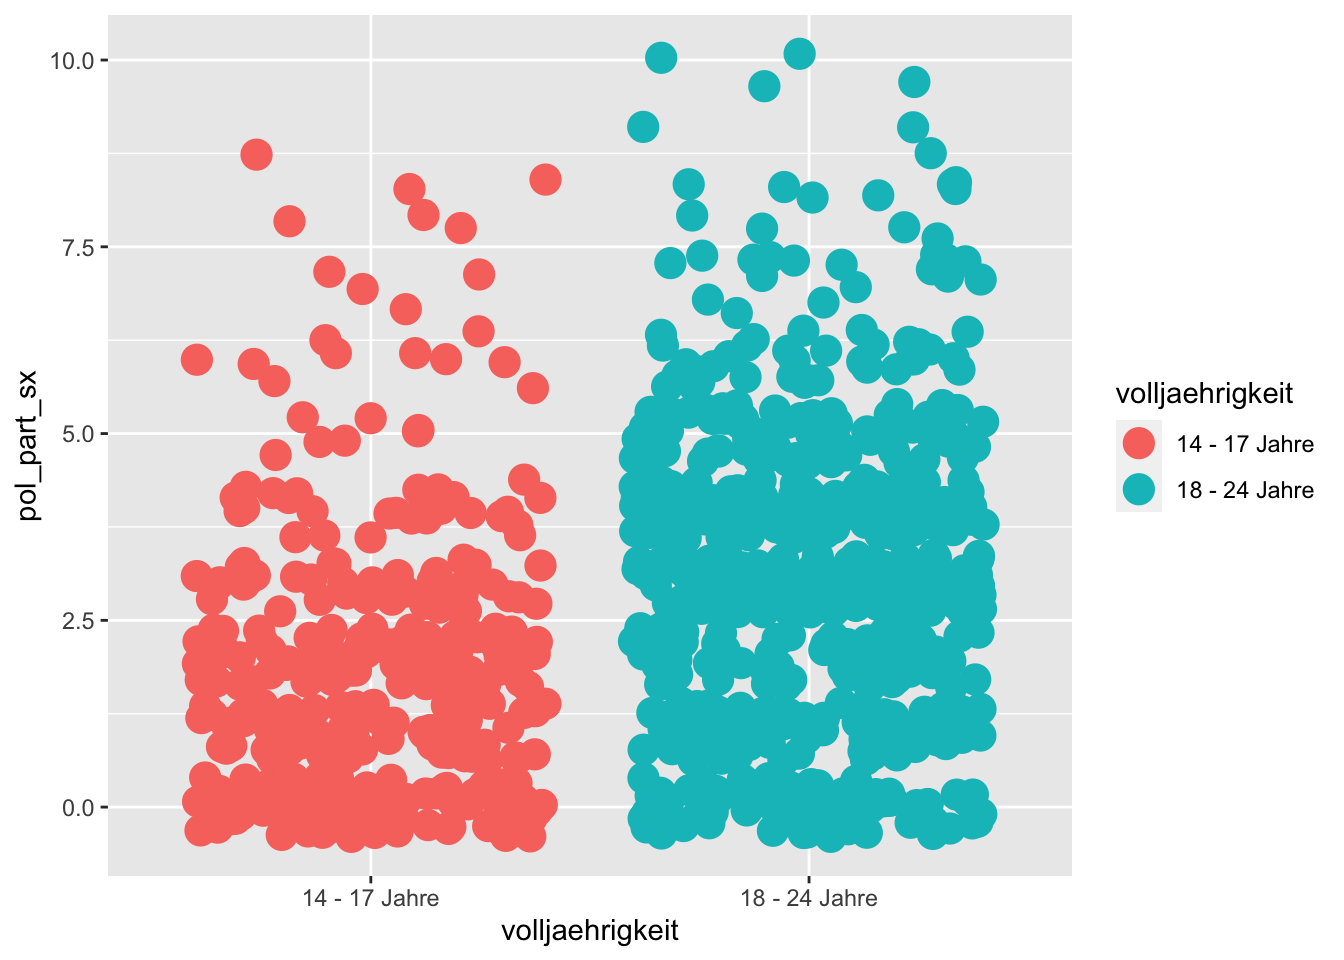 10.0
7.5
5.0
2.5
0.0
pol_part_sx
14 - 17 Jahre
18 - 24 Jahre
volljaehrigkeit
volljaehrigkeit
14 - 17 Jahre
18 - 24 Jahre